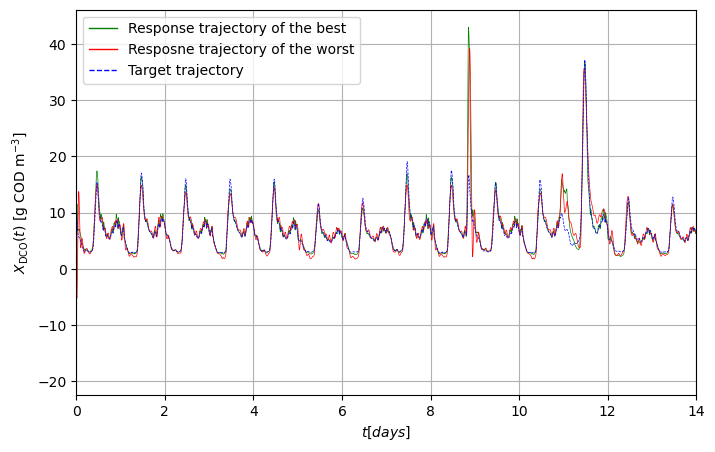 Response trajectory of the best
Resposne trajectory of the worst
Target trajectory
40
30
20
10
0
−10
−20
X_DCO(t) [g COD m⁻³]
0 2 4 6 8 10 12 14
t[days]